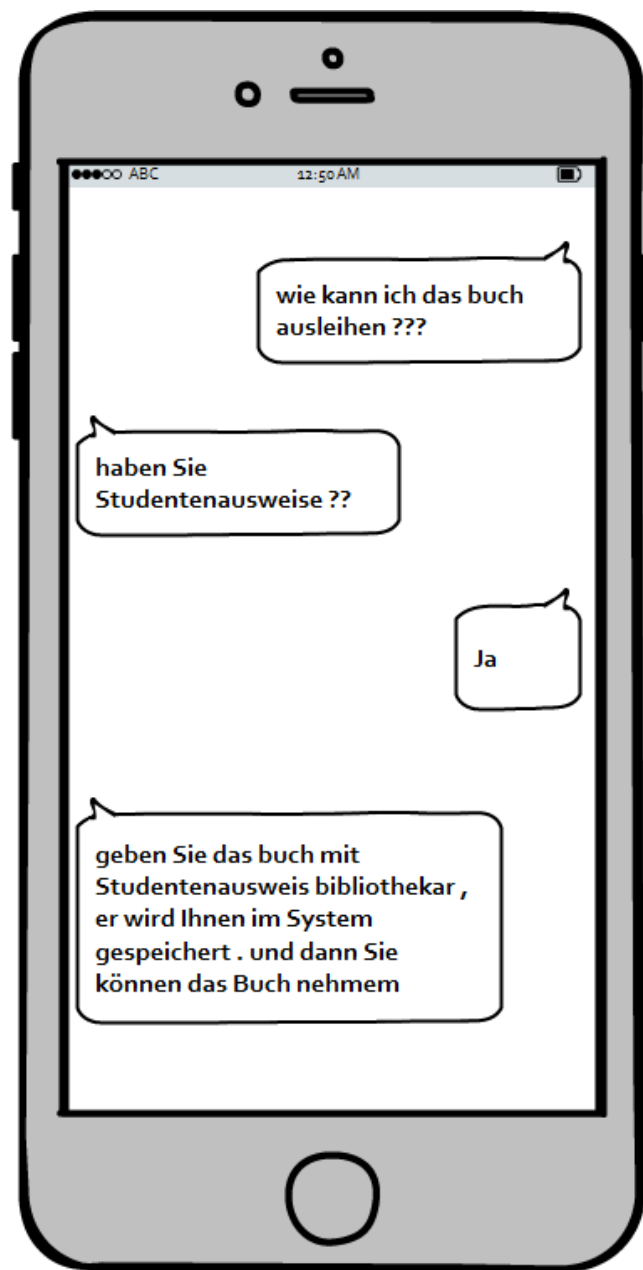 ABC 12:50 AM
wie kann ich das buch
ausleihen ???
haben Sie
Studentenausweise ??
Ja
geben Sie das buch mit
Studentenausweis bibliothekar ,
er wird Ihnen im System
gespeichert . und dann Sie
können das Buch nehmem